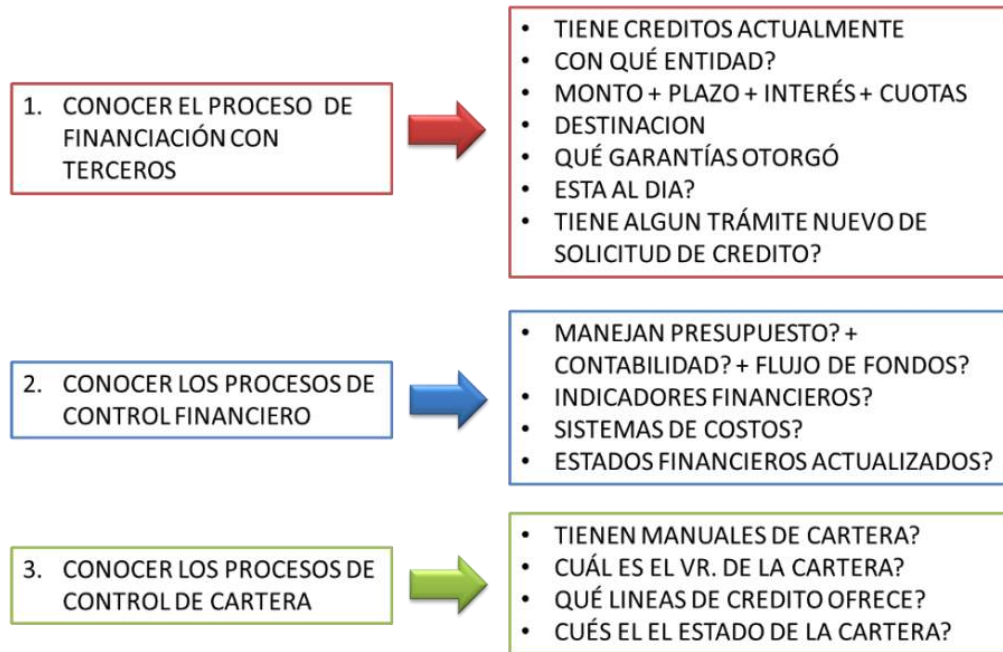 1. CONOCER EL PROCESO DE
FINANCIACIÓN CON
TERCEROS
• TIENE CREDITOS ACTUALMENTE
• CON QUÉ ENTIDAD?
• MONTO + PLAZO + INTERÉS + CUOTAS
• DESTINACION
• QUÉ GARANTÍAS OTORGÓ
• ESTA AL DIA?
• TIENE ALGUN TRÁMITE NUEVO DE
SOLICITUD DE CREDITO?
2. CONOCER LOS PROCESOS DE
CONTROL FINANCIERO
• MANEJAN PRESUPUESTO? +
CONTABILIDAD? + FLUJO DE FONDOS?
• INDICADORES FINANCIEROS?
• SISTEMAS DE COSTOS?
• ESTADOS FINANCIEROS ACTUALIZADOS?
3. CONOCER LOS PROCESOS DE
CONTROL DE CARTERA
• TIENEN MANUALES DE CARTERA?
• CUÁL ES EL VR. DE LA CARTERA?
• QUÉ LINEAS DE CREDITO OFRECE?
• CUÉS EL EL ESTADO DE LA CARTERA?